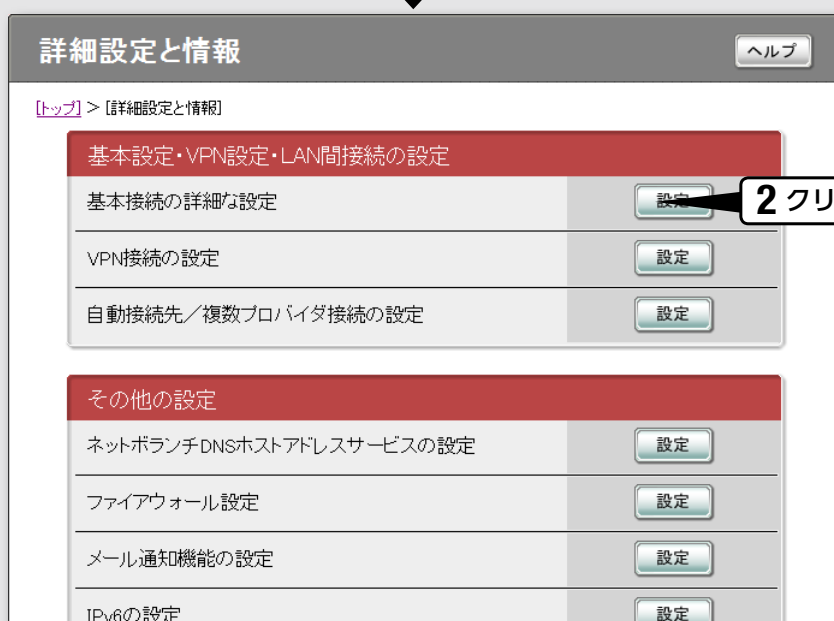 詳細設定と情報
ヘルプ
[トップ] > [詳細設定と情報]
基本設定・VPN設定・LAN間接続の設定
基本接続の詳細な設定
設定
2 クリ
VPN接続の設定
設定
自動接続先／複数プロバイダ接続の設定
設定
その他の設定
ネットボランチDNSホストアドレスサービスの設定
設定
ファイアウォール設定
設定
メール通知機能の設定
設定
IPv6の設定
設定